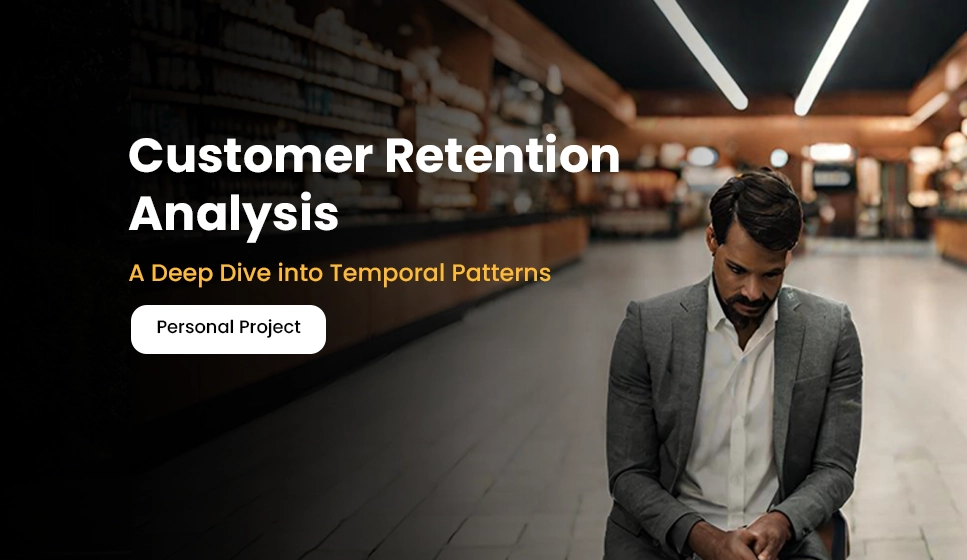 Customer Retention
Analysis
A Deep Dive into Temporal Patterns
Personal Project